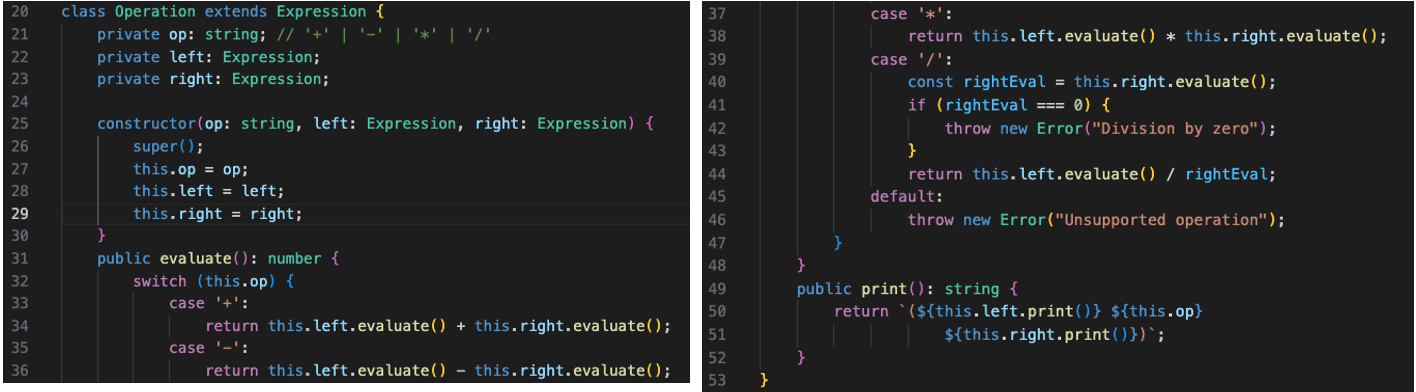 20 class Operation extends Expression {
21     private op: string; // '+' | '-' | '*' | '/'
22     private left: Expression;
23     private right: Expression;
24
25     constructor(op: string, left: Expression, right: Expression) {
26         super();
27         this.op = op;
28         this.left = left;
29         this.right = right;
30     }
31     public evaluate(): number {
32         switch (this.op) {
33             case '+':
34                 return this.left.evaluate() + this.right.evaluate();
35             case '-':
36                 return this.left.evaluate() - this.right.evaluate();
37             case '*':
38                 return this.left.evaluate() * this.right.evaluate();
39             case '/':
40                 const rightEval = this.right.evaluate();
41                 if (rightEval === 0) {
42                     throw new Error("Division by zero");
43                 }
44                 return this.left.evaluate() / rightEval;
45             default:
46                 throw new Error("Unsupported operation");
47         }
48     }
49     public print(): string {
50         return `(${this.left.print()} ${this.op}
51                     ${this.right.print()})`;
52     }
53 }